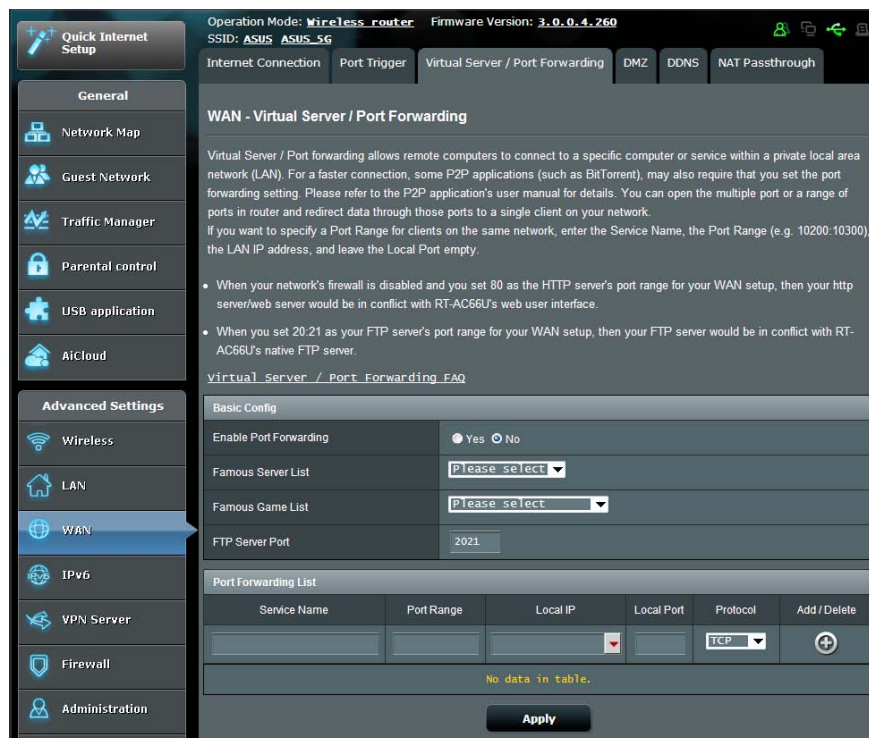 Operation Mode: Wireless router Firmware Version: 3.0.0.4.260
SSID: ASUS ASUS_5G
Quick Internet
Setup
Internet Connection
Port Trigger
Virtual Server / Port Forwarding
DMZ
DDNS
NAT Passthrough
General
Network Map
Guest Network
Traffic Manager
Parental control
USB application
AiCloud
Advanced Settings
Wireless
LAN
WAN
IPv6
VPN Server
Firewall
Administration
WAN - Virtual Server / Port Forwarding
Virtual Server / Port forwarding allows remote computers to connect to a specific computer or service within a private local area
network (LAN). For a faster connection, some P2P applications (such as BitTorrent), may also require that you set the port
forwarding setting. Please refer to the P2P application's user manual for details. You can open the multiple port or a range of
ports in router and redirect data through those ports to a single client on your network.
If you want to specify a Port Range for clients on the same network, enter the Service Name, the Port Range (e.g. 10200:10300),
the LAN IP address, and leave the Local Port empty.
• When your network's firewall is disabled and you set 80 as the HTTP server's port range for your WAN setup, then your http
server/web server would be in conflict with RT-AC66U's web user interface.
• When you set 20:21 as your FTP server's port range for your WAN setup, then your FTP server would be in conflict with RT-
AC66U's native FTP server.
Virtual Server / Port Forwarding FAQ
Basic Config
Enable Port Forwarding Yes No
Famous Server List Please select
Famous Game List Please select
FTP Server Port 2021
Port Forwarding List
Service Name Port Range Local IP Local Port Protocol Add / Delete
TCP
No data in table.
Apply